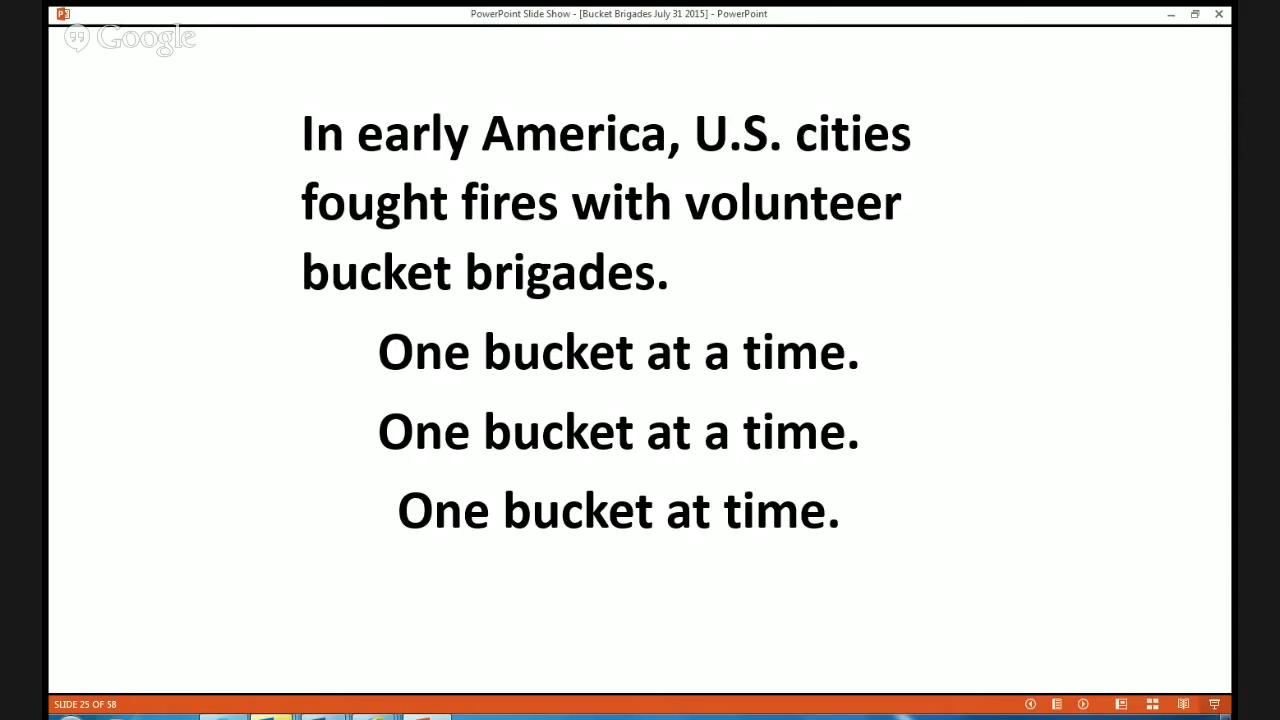 PowerPoint Slide Show - [Bucket Brigades July 31 2015] - PowerPoint
Google
In early America, U.S. cities
fought fires with volunteer
bucket brigades.
One bucket at a time.
One bucket at a time.
One bucket at time.
SLIDE 25 OF 58